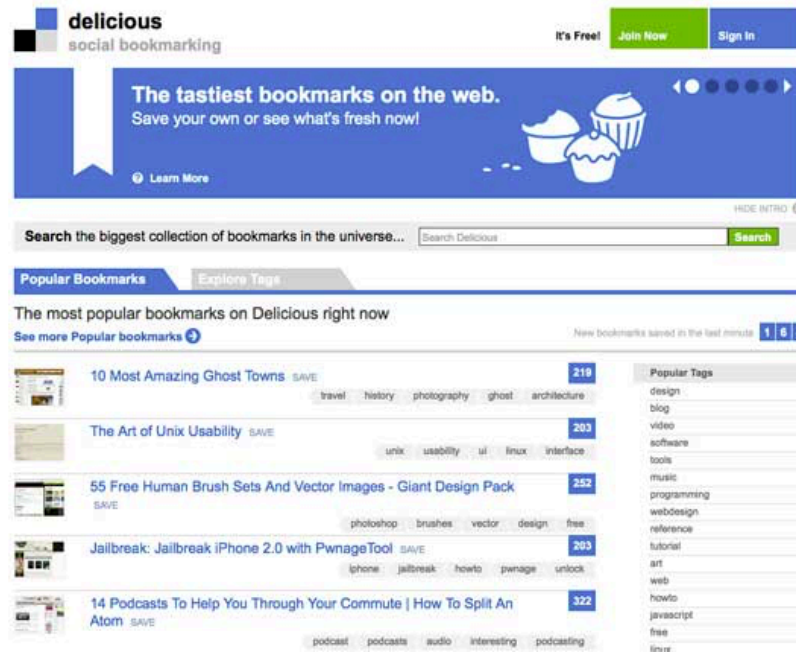 delicious
social bookmarking
It's Free!
Join Now
Sign In
The tastiest bookmarks on the web.
Save your own or see what's fresh now!
Learn More
HIDE INTRO
Search the biggest collection of bookmarks in the universe...
Search Delicious
Search
Popular Bookmarks
Explore Tags
The most popular bookmarks on Delicious right now
See more Popular bookmarks
New bookmarks saved in the last minute 1 6
10 Most Amazing Ghost Towns SAVE
219
travel history photography ghost architecture
The Art of Unix Usability SAVE
203
unix usability ui linux interface
55 Free Human Brush Sets And Vector Images - Giant Design Pack
SAVE
252
photoshop brushes vector design free
Jailbreak: Jailbreak iPhone 2.0 with PwnageTool SAVE
203
iphone jailbreak howto pwnage unlock
14 Podcasts To Help You Through Your Commute | How To Split An
Atom SAVE
322
podcast podcasts audio interesting podcasting
Popular Tags
design
blog
video
software
tools
music
programming
webdesign
reference
tutorial
art
web
howto
javascript
free
linux